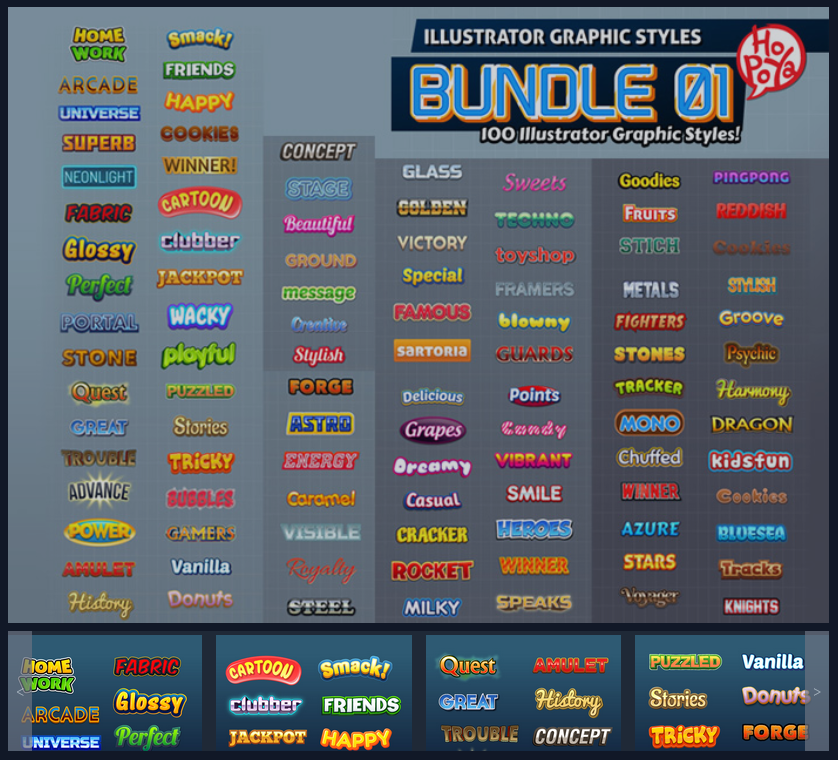 ILLUSTRATOR GRAPHIC STYLES
BUNDLE 01
100 Illustrator Graphic Styles!
Ho
PoYa
HOME
WORK
ARCADE
UNIVERSE
SUPERB
NEONLIGHT
FABRIC
Glossy
Perfect
PORTAL
STONE
Quest
GREAT
TROUBLE
ADVANCE
POWER
AMULET
History
Smack!
FRIENDS
HAPPY
COOKIES
WINNER!
CARTOON
clubber
JACKPOT
WACKY
playful
PUZZLED
Stories
TRiCKY
BUBBLES
GAMERS
Vanilla
Donuts
CONCEPT
STAGE
Beautiful
GROUND
message
Creative
Stylish
FORGE
ASTRO
ENERGY
Caramel
VISIBLE
Royalty
STEEL
GLASS
GOLDEN
VICTORY
Special
FAMOUS
SARTORIA
Delicious
Grapes
Dreamy
Casual
CRACKER
ROCKET
MILKY
Sweets
TECHNO
toyshop
FRAMERS
blowny
GUARDS
Points
Candy
VIBRANT
SMILE
HEROES
WINNER
SPEAKS
Goodies
FRUITS
STICH
METALS
FIGHTERS
STONES
TRACKER
MONO
Chuffed
WINNER
AZURE
STARS
Voyager
PINGPONG
REDDISH
Cookies
STYLISH
Groove
Psychic
Harmony
DRAGON
kidsfun
Cookies
BLUESEA
Tracks
KNIGHTS
HOME
WORK
ARCADE
UNIVERSE
FABRIC
Glossy
Perfect
CARTOON
clubber
JACKPOT
Smack!
FRIENDS
HAPPY
Quest
GREAT
TROUBLE
AMULET
History
CONCEPT
PUZZLED
Stories
TRiCKY
Vanilla
Donuts
FORGE